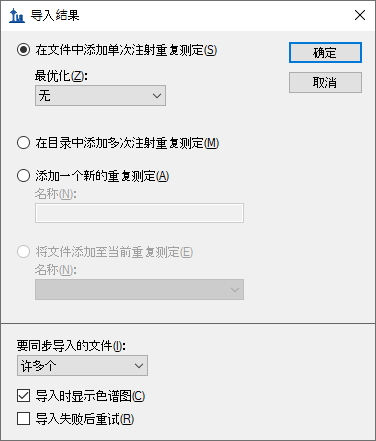 导入结果
在文件中添加单次注射重复测定(S)
确定
最优化(Z):
取消
无
在目录中添加多次注射重复测定(M)
添加一个新的重复测定(A)
名称(N):
将文件添加至当前重复测定(E)
名称(N):
要同步导入的文件(I):
许多个
导入时显示色谱图(C)
导入失败后重试(R)